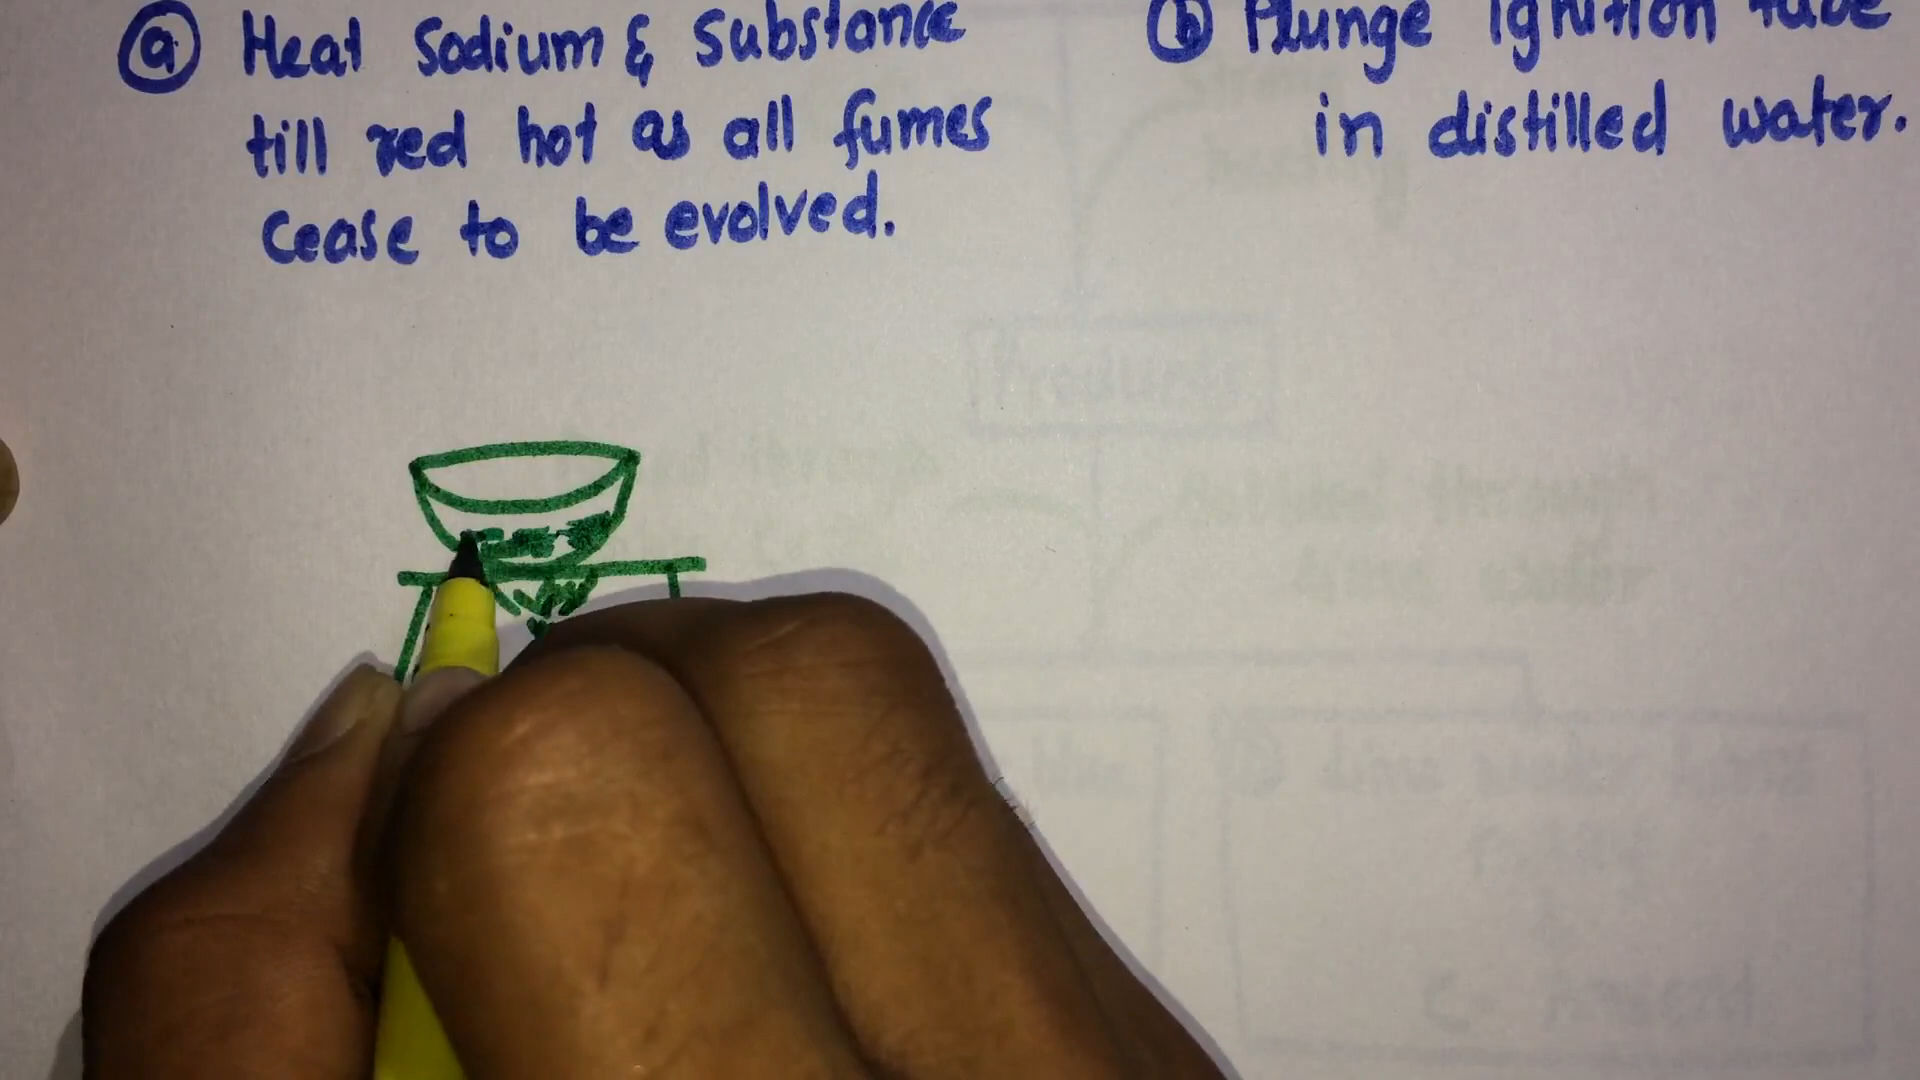 ⓐ Heat Sodium & Substance
till red hot as all fumes
cease to be evolved.
ⓑ Plunge Ignition tube
in distilled water.